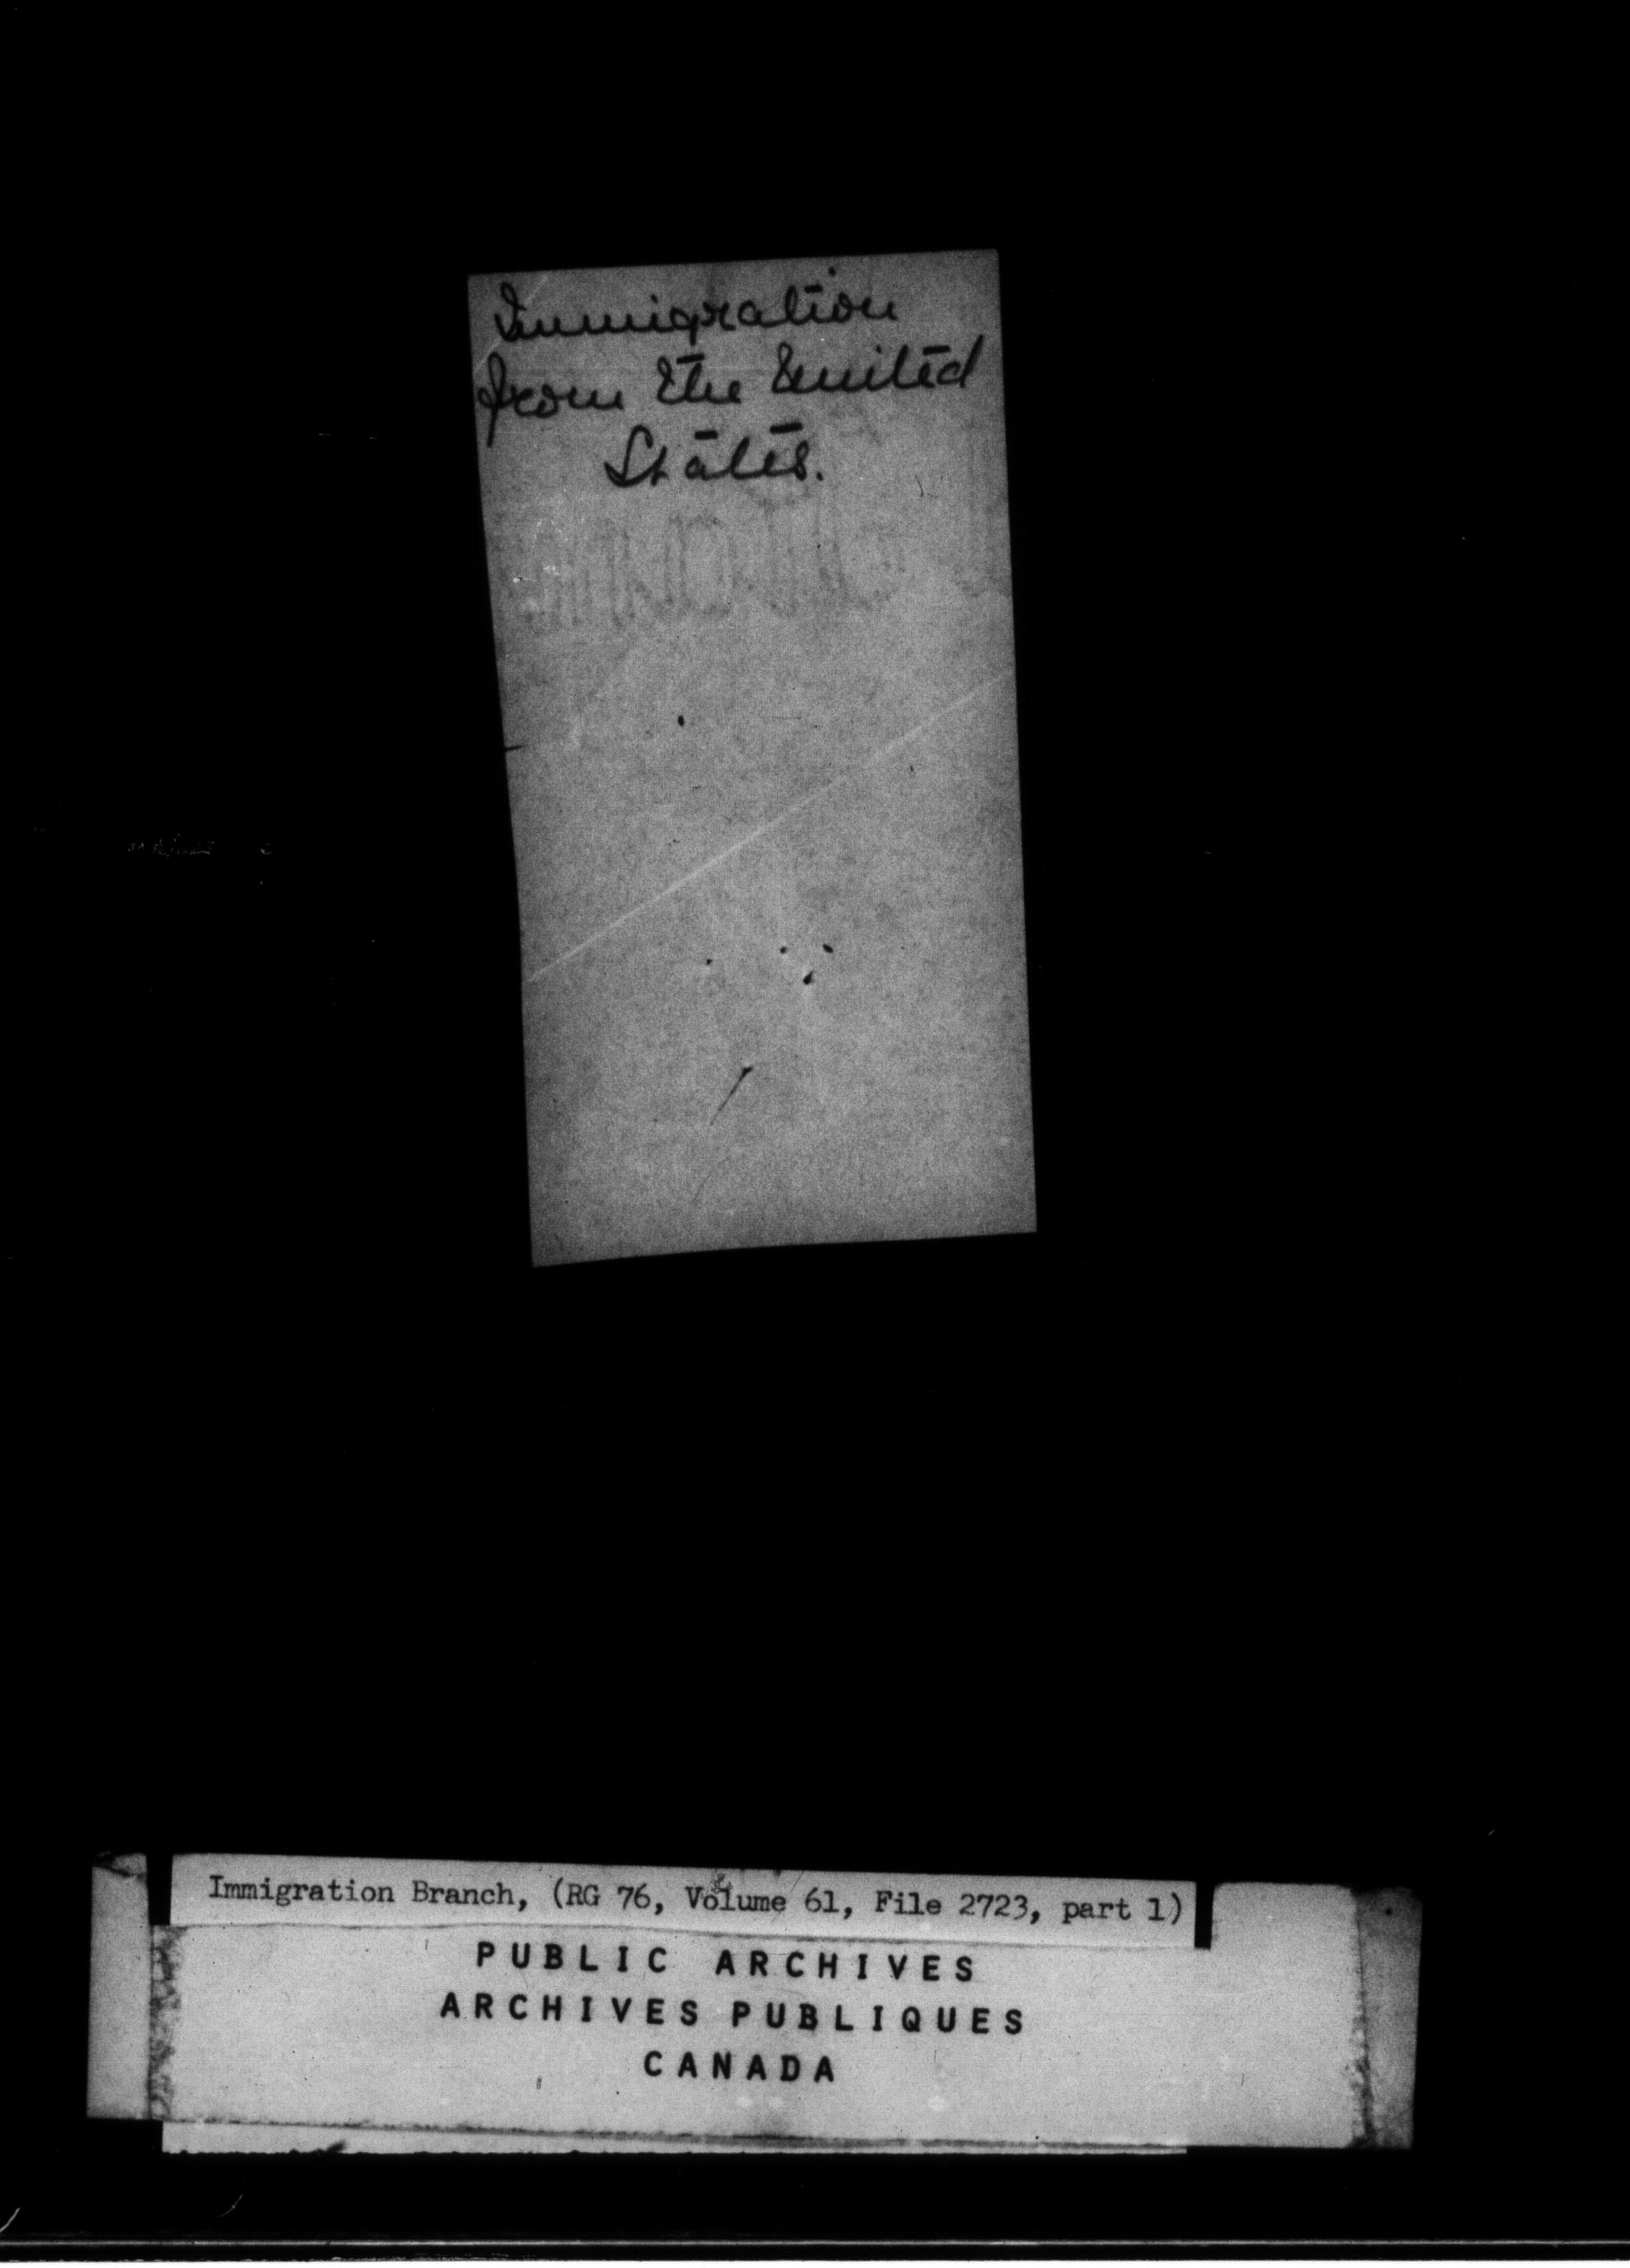 Immigration
from the United
States.
Immigration Branch, (RG 76, Volume 61, File 2723, part 1)
PUBLIC ARCHIVES
ARCHIVES PUBLIQUES
CANADA